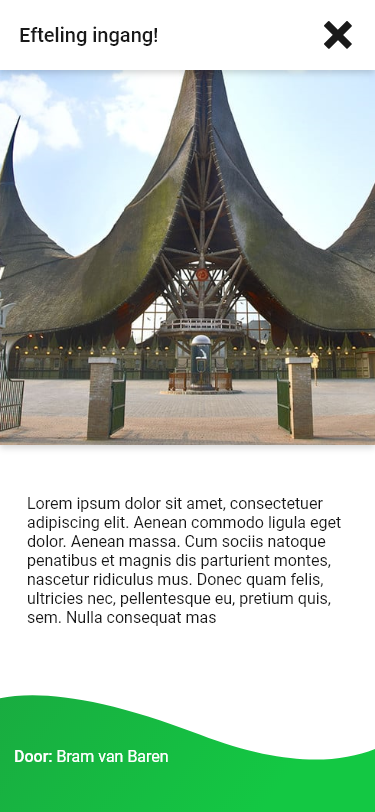 Efteling ingang!
Lorem ipsum dolor sit amet, consectetuer
adipiscing elit. Aenean commodo ligula eget
dolor. Aenean massa. Cum sociis natoque
penatibus et magnis dis parturient montes,
nascetur ridiculus mus. Donec quam felis,
ultricies nec, pellentesque eu, pretium quis,
sem. Nulla consequat mas
Door: Bram van Baren